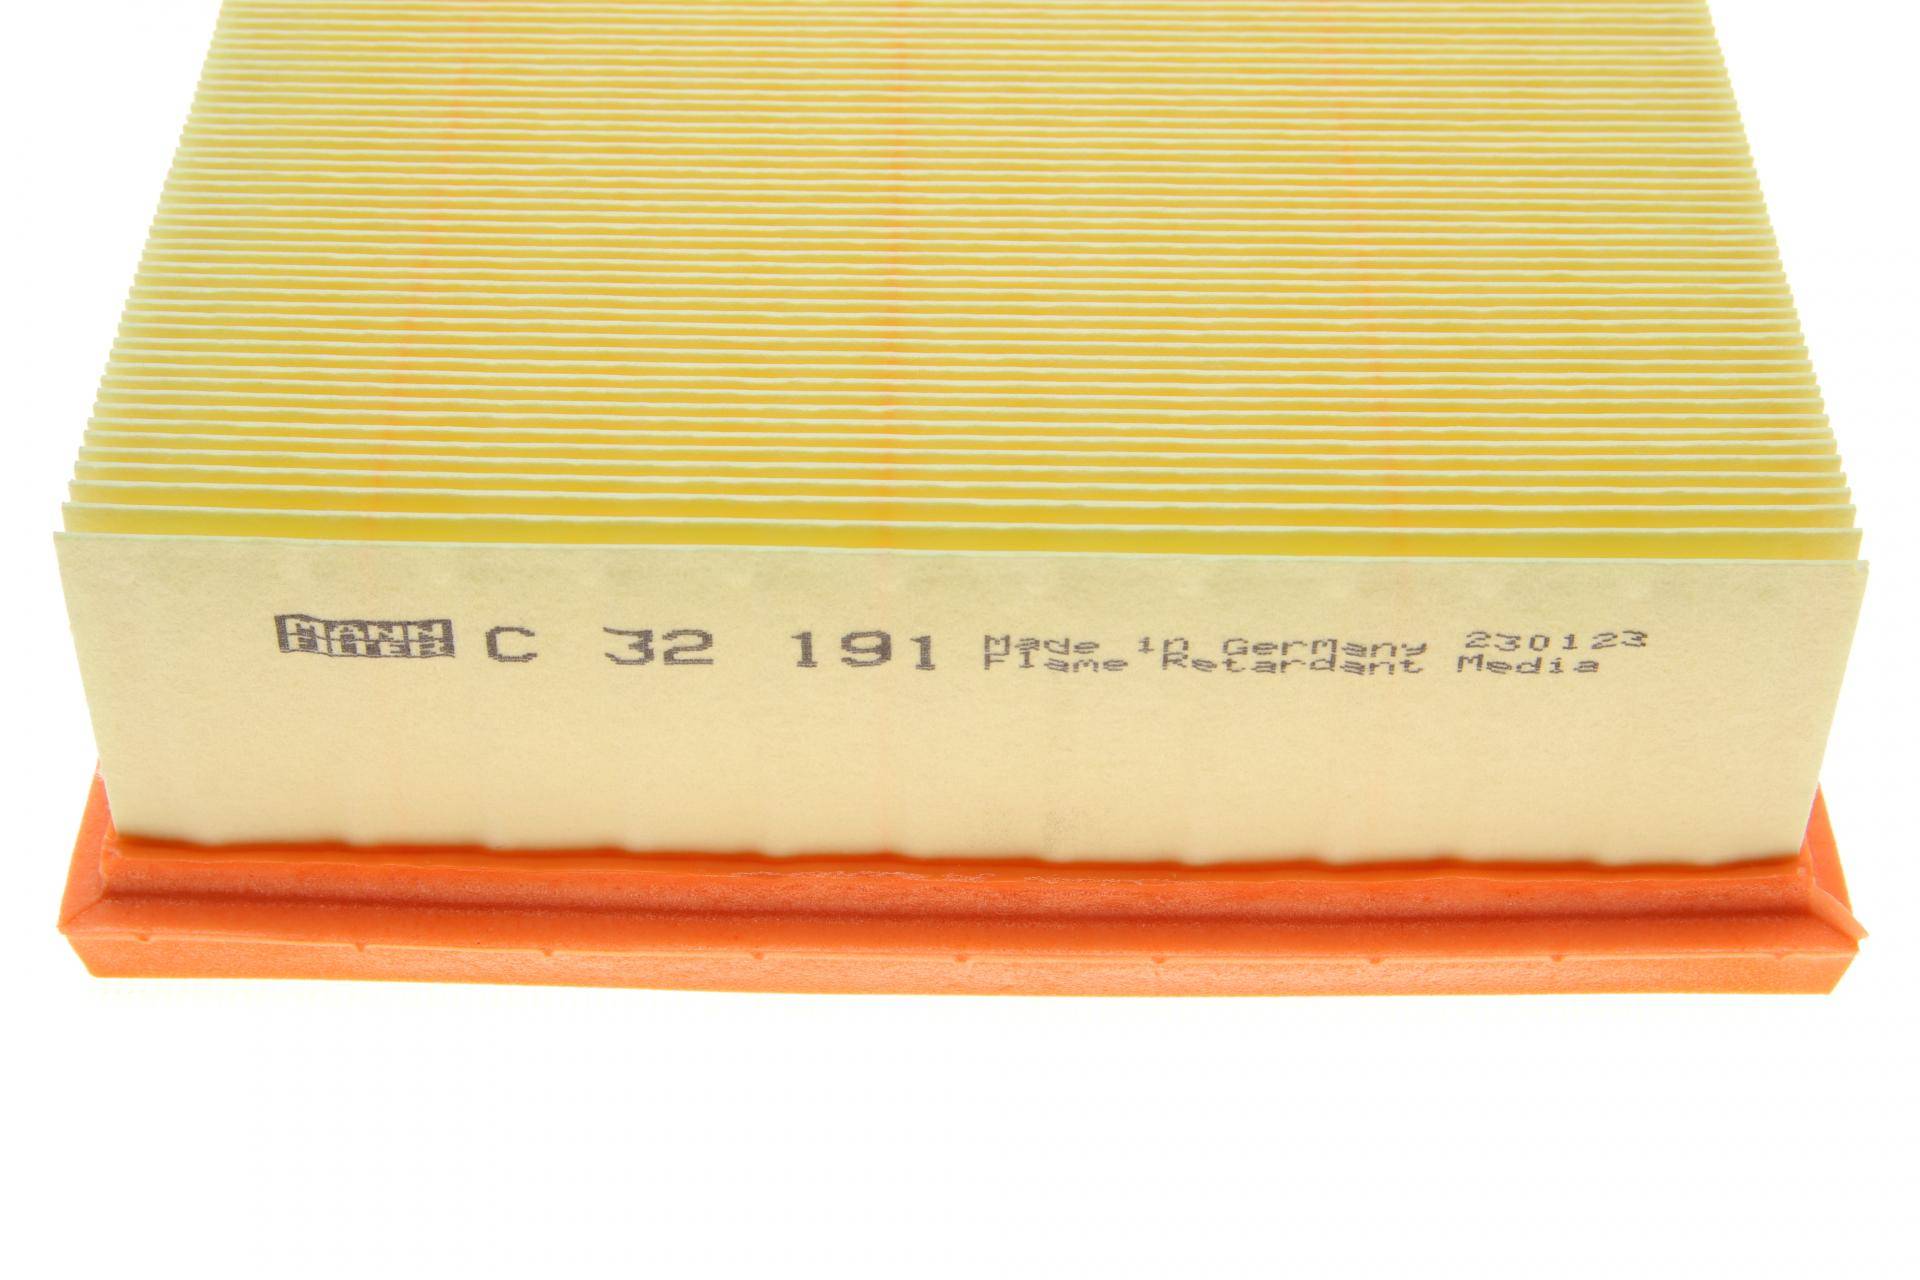 MANN FILTER C 32 191 Made in Germany 230123
Flame Retardant Media